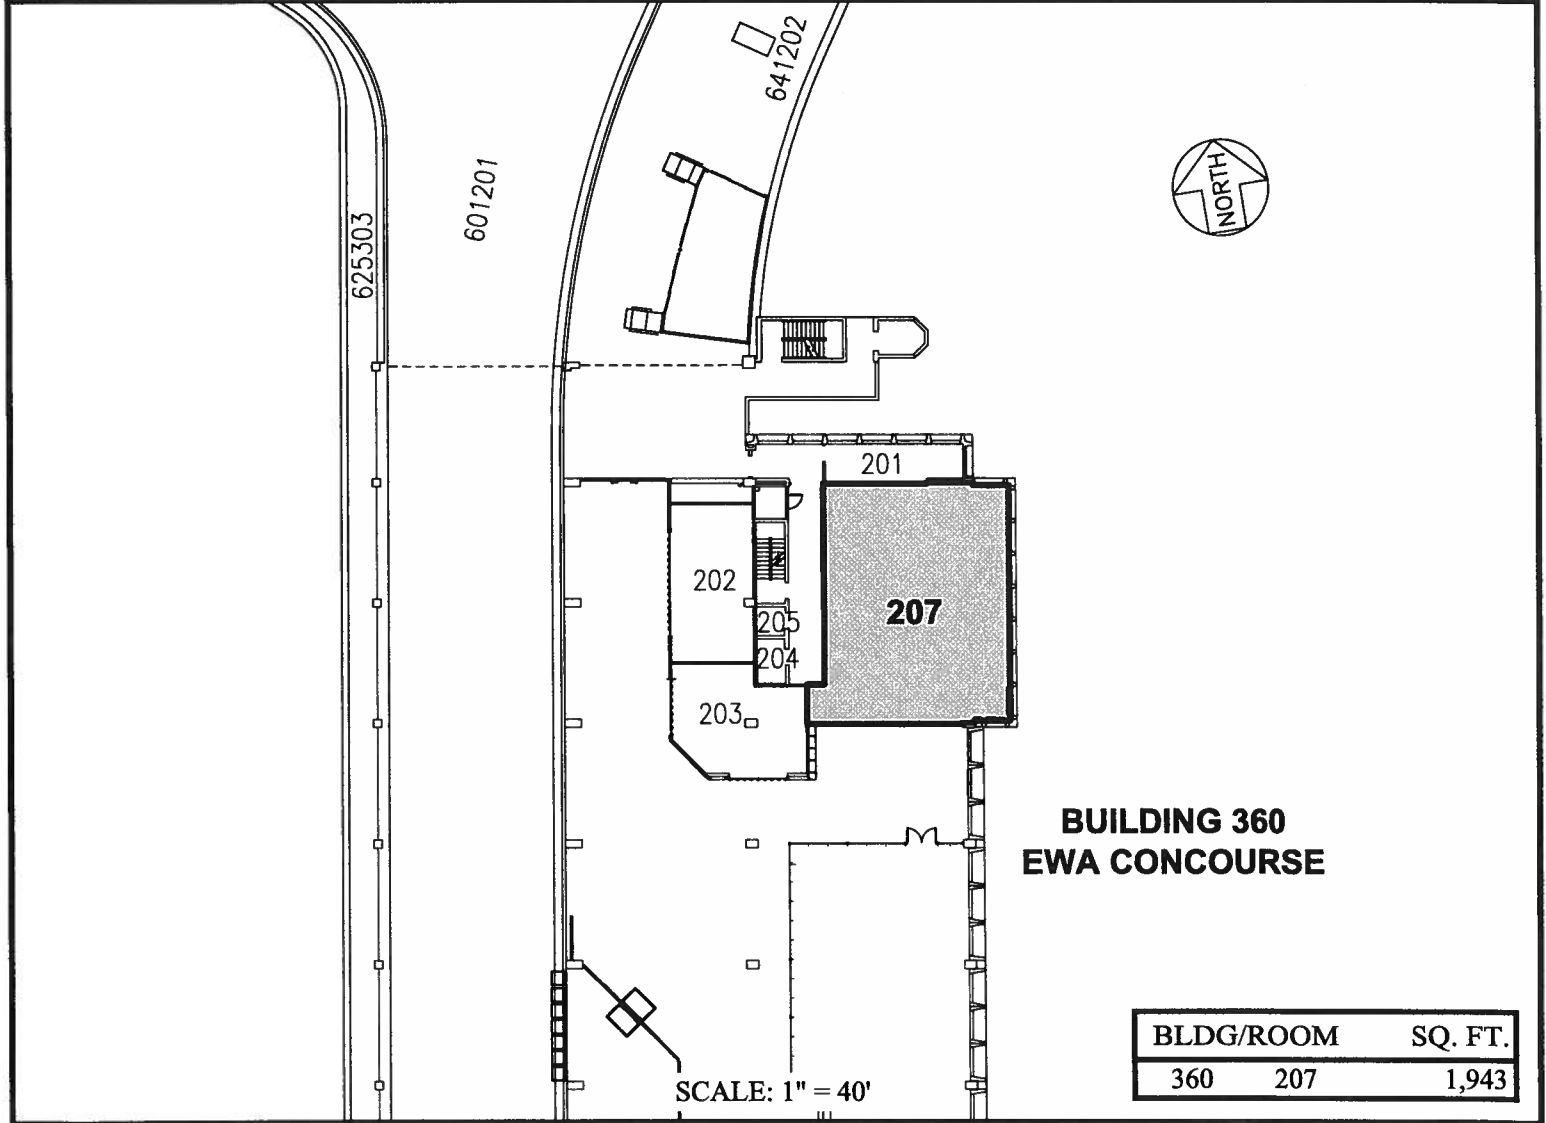 641202
601201
NORTH
625303
201
202
207
205
204
203
BUILDING 360
EWA CONCOURSE
BLDG/ROOM SQ. FT.
360 207 1,943
SCALE: 1" = 40'